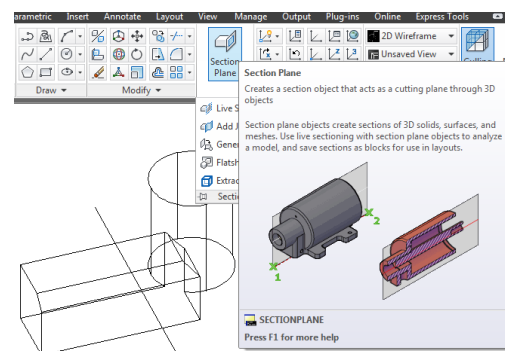 arametric Insert Annotate Layout View Manage Output Plug-ins Online Express Tools
2D Wireframe
Unsaved View
Section
Plane
Draw Modify
Section Plane
Creates a section object that acts as a cutting plane through 3D
objects
Section plane objects create sections of 3D solids, surfaces, and
meshes. Use live sectioning with section plane objects to analyze
a model, and save sections as blocks for use in layouts.
Live S
Add J
Gener
Flatsh
Extrac
Sectio
2
1
SECTIONPLANE
Press F1 for more help